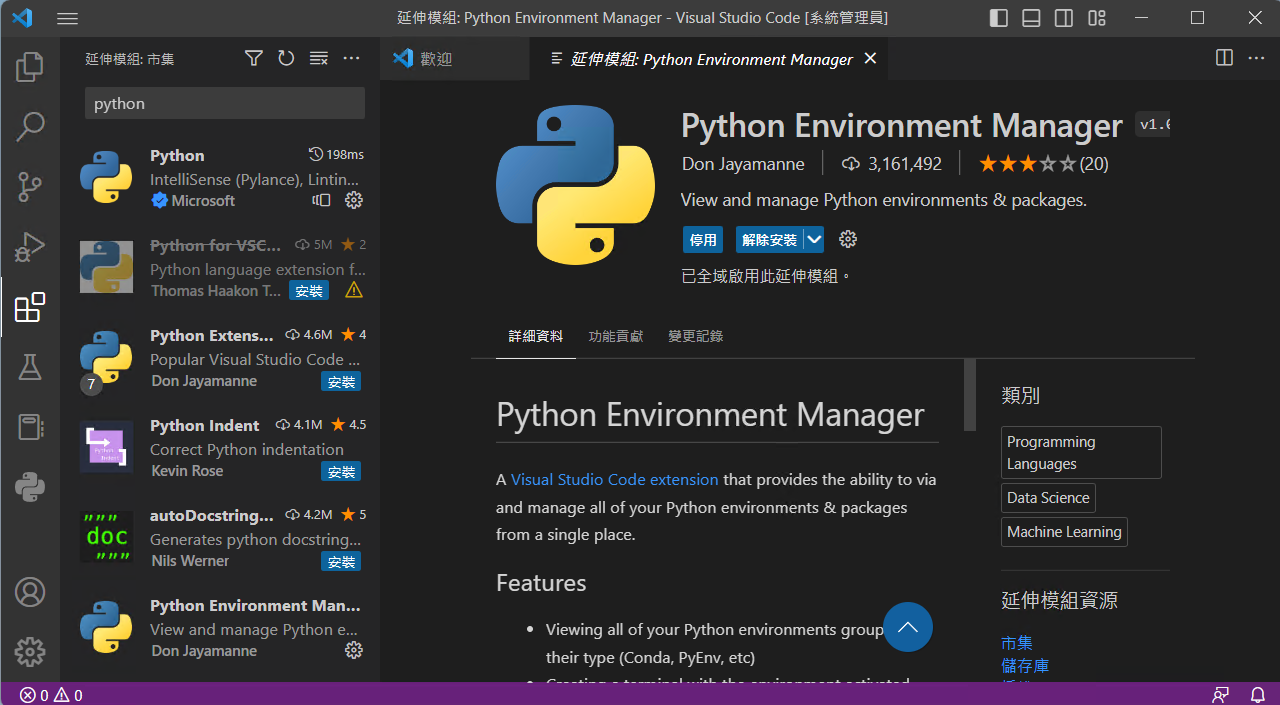 延伸模組: Python Environment Manager - Visual Studio Code [系統管理員]
延伸模組: 市集
python
Python 198ms
IntelliSense (Pylance), Lintin...
Microsoft
Python for VSC... 5M 2
Python language extension f...
Thomas Haakon T... 安裝
Python Extens... 4.6M 4
Popular Visual Studio Code ...
7
Don Jayamanne 安裝
Python Indent 4.1M 4.5
Correct Python indentation
Kevin Rose 安裝
autoDocstring... 4.2M 5
Generates python docstring...
Nils Werner 安裝
"""
doc
"""
Python Environment Man...
View and manage Python e...
Don Jayamanne
歡迎
延伸模組: Python Environment Manager
Python Environment Manager
Don Jayamanne 3,161,492 (20)
View and manage Python environments & packages.
停用 解除安裝
已全域啟用此延伸模組。
詳細資料 功能貢獻 變更記錄
Python Environment Manager
A Visual Studio Code extension that provides the ability to via
and manage all of your Python environments & packages
from a single place.
Features
• Viewing all of your Python environments group
their type (Conda, PyEnv, etc)
• Creating a terminal with the environment activated
類別
Programming
Languages
Data Science
Machine Learning
延伸模組資源
市集
儲存庫
0 0